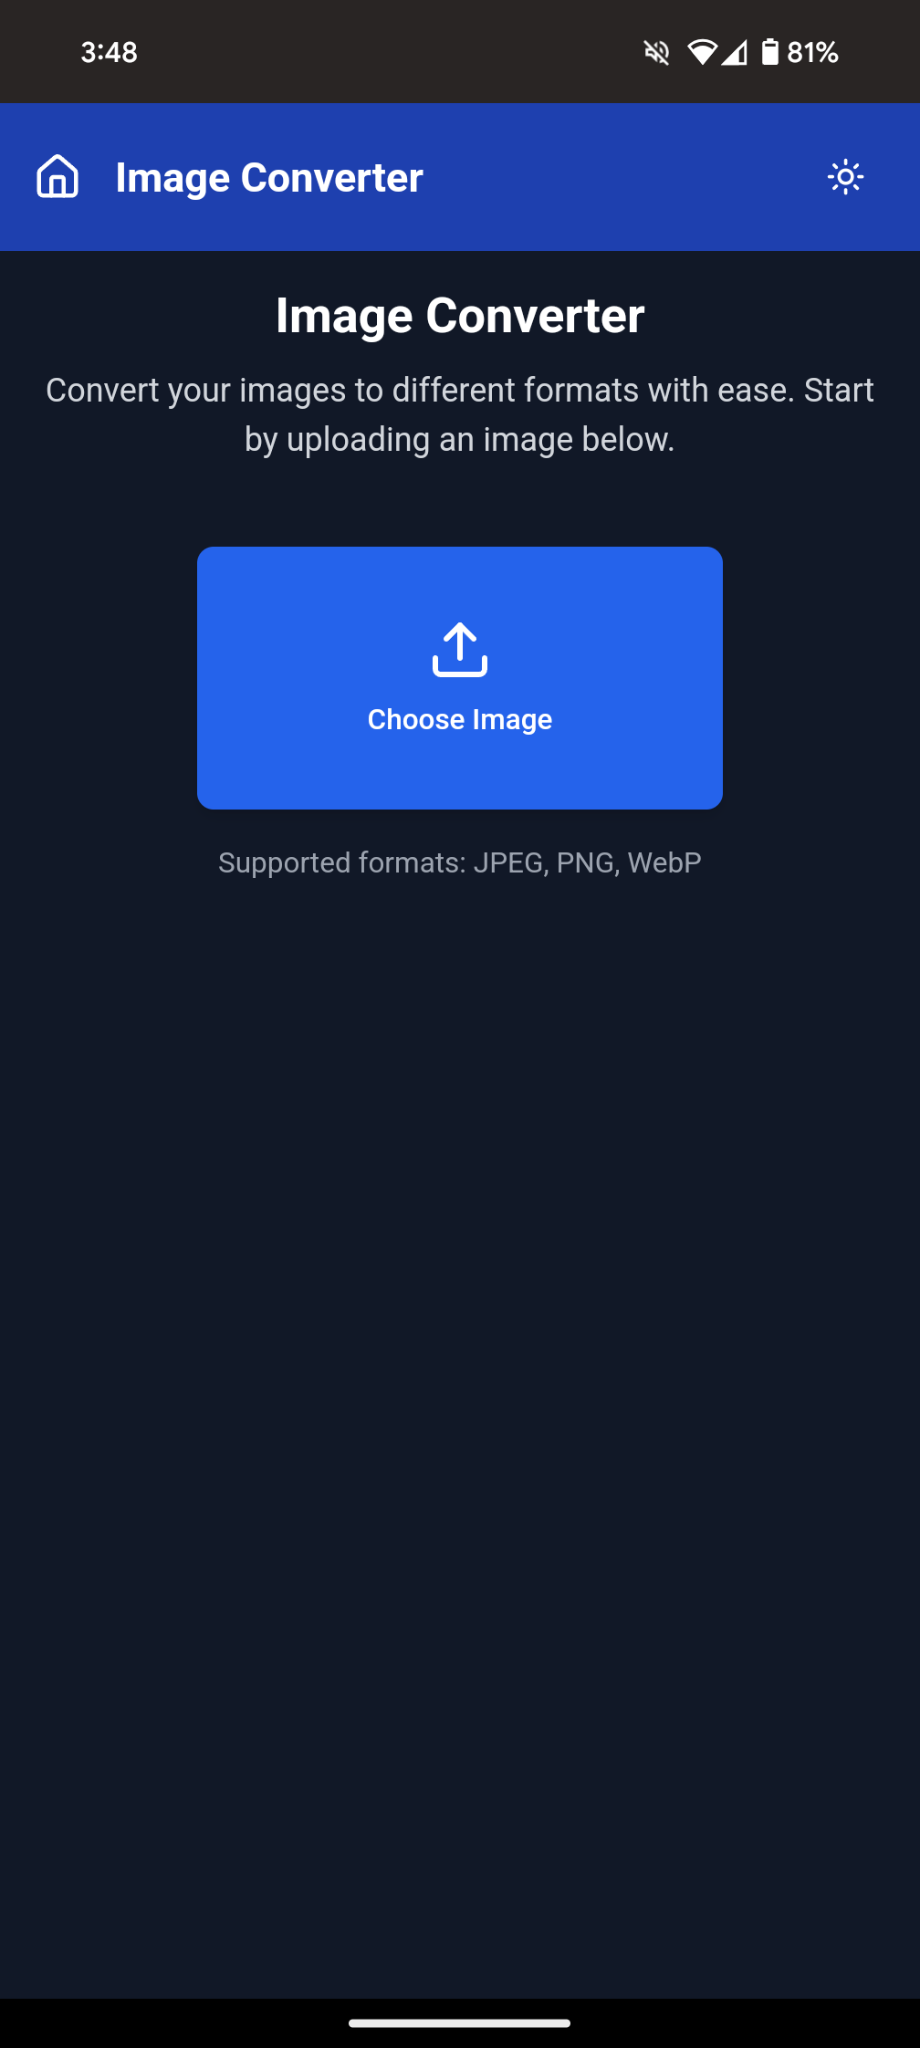 3:48
81%
Image Converter
Image Converter
Convert your images to different formats with ease. Start
by uploading an image below.
Choose Image
Supported formats: JPEG, PNG, WebP